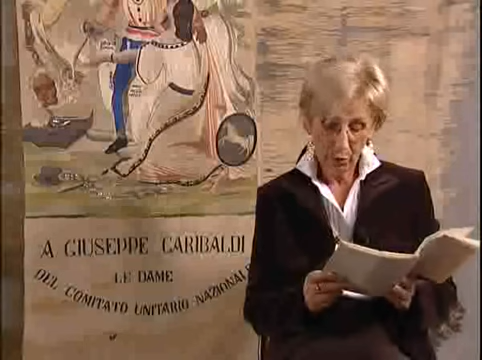 A GIUSEPPE GARIBALDI
LE DAME
DEL COMITATO UNITARIO NAZIONALE